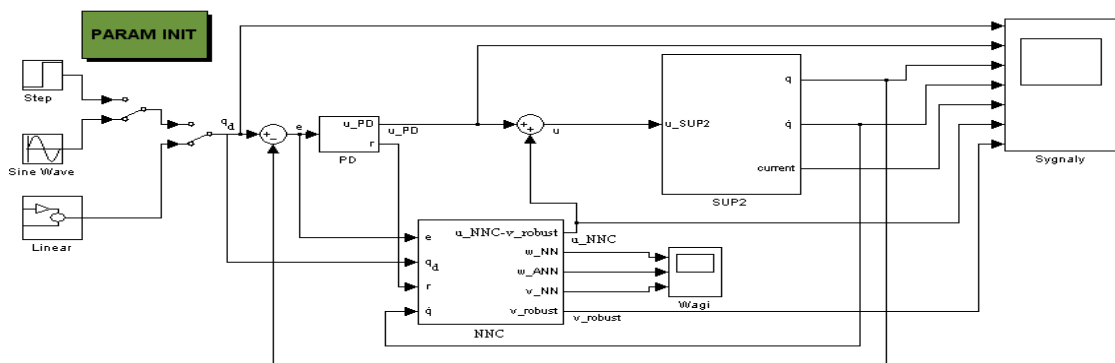 PARAM INIT
Step
Sine Wave
Linear
q_d
+
−
e
u_PD
r
PD
u_PD
+
+
u
u_SUP2
q
q̇
current
SUP2
Sygnaly
e
q_d
r
q̇
u_NNC-v_robust
w_NN
w_ANN
v_NN
v_robust
NNC
u_NNC
v_robust
Wagi